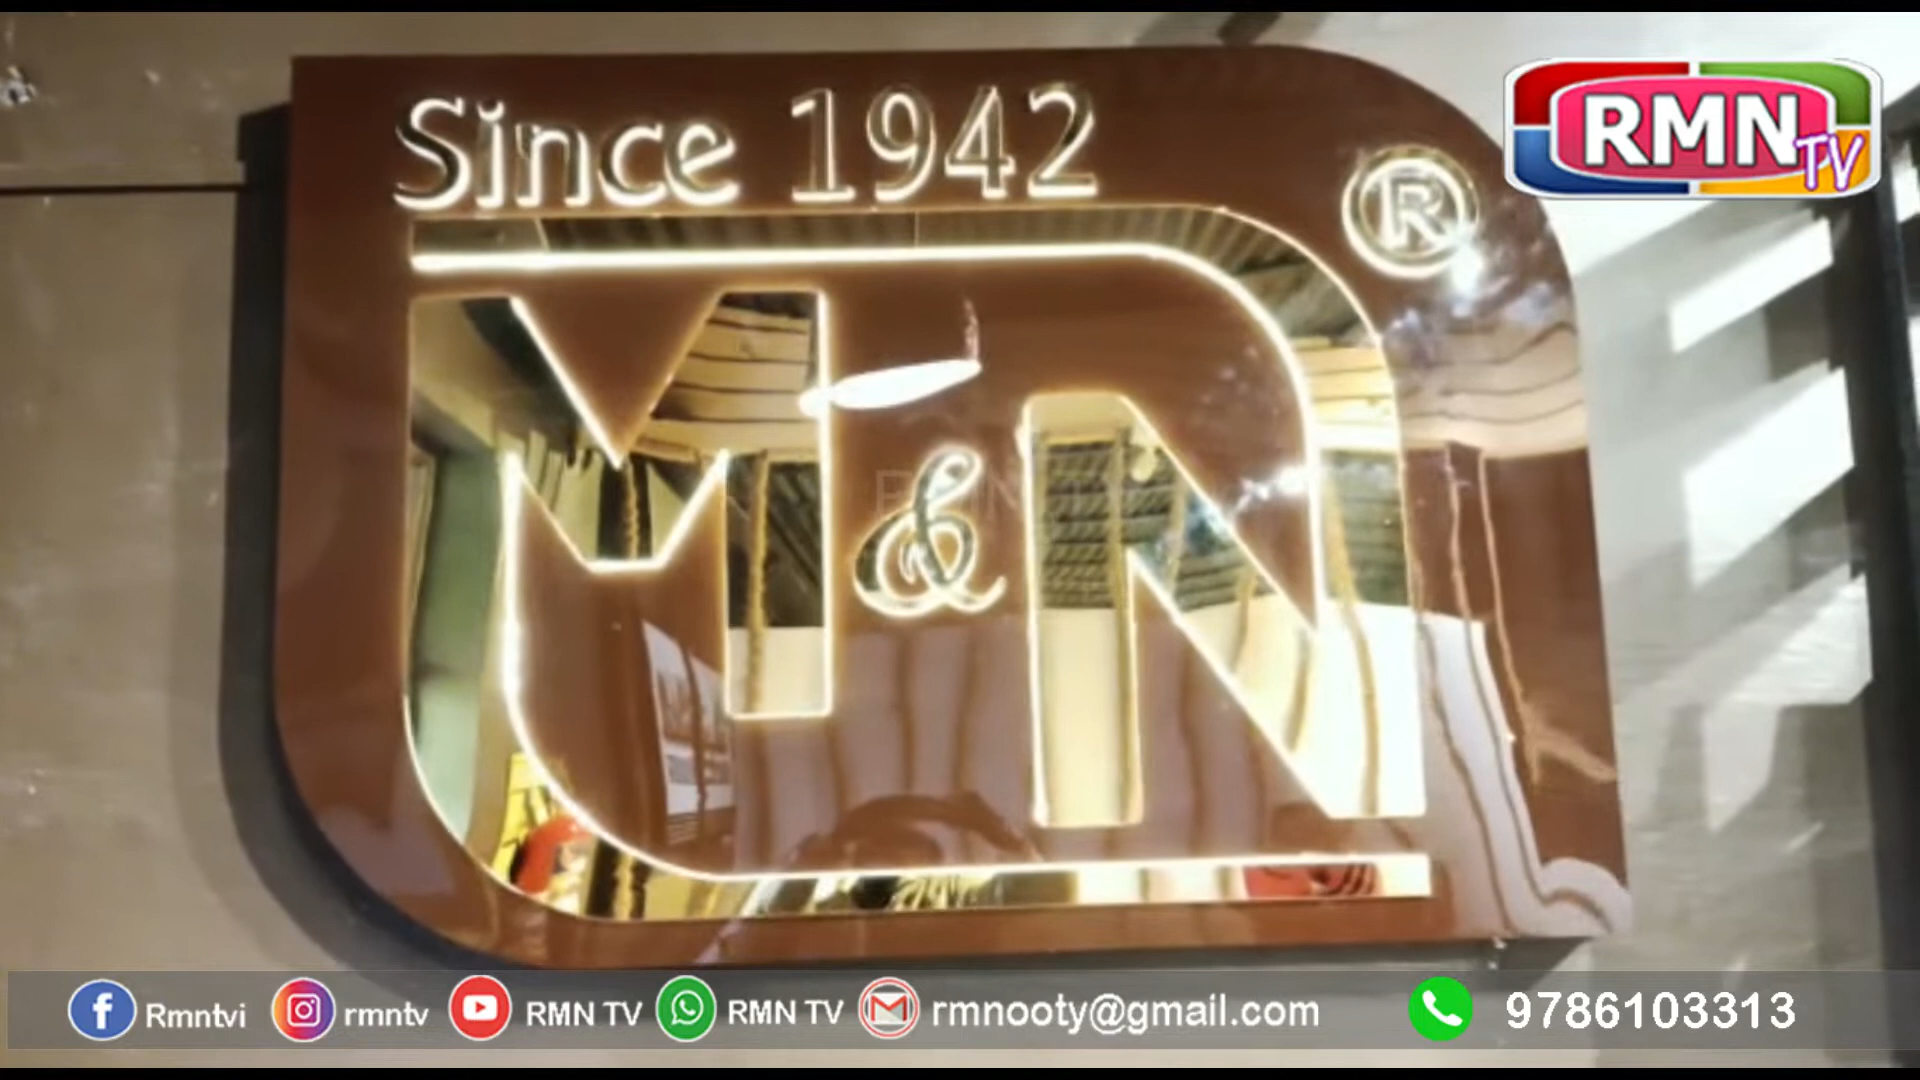 Since 1942
®
M & N
RMN TV
Rmntvi rmntv RMN TV RMN TV rmnooty@gmail.com 9786103313